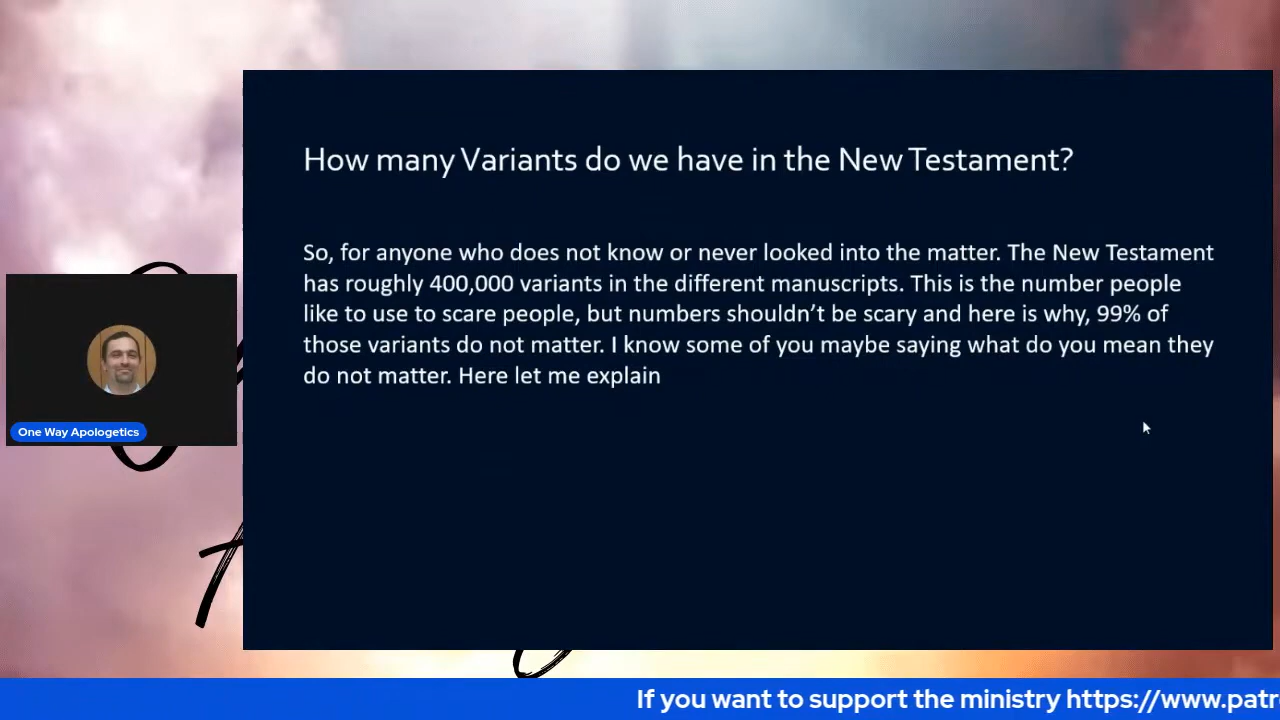 How many Variants do we have in the New Testament?
So, for anyone who does not know or never looked into the matter. The New Testament
has roughly 400,000 variants in the different manuscripts. This is the number people
like to use to scare people, but numbers shouldn’t be scary and here is why, 99% of
those variants do not matter. I know some of you maybe saying what do you mean they
do not matter. Here let me explain
One Way Apologetics
If you want to support the ministry https://www.patr